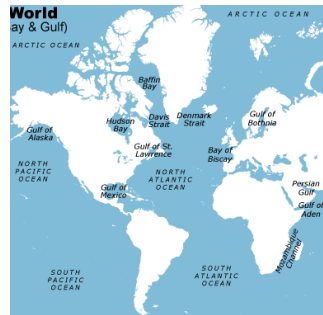 World
ay & Gulf)
ARCTIC OCEAN
ARCTIC OCEAN
Baffin
Bay
Hudson
Bay
Davis
Strait
Denmark
Strait
Gulf of
Bothnia
Gulf of
Alaska
Gulf of St.
Lawrence
Bay of
Biscay
NORTH
PACIFIC
OCEAN
NORTH
ATLANTIC
OCEAN
Gulf of
Mexico
Persian
Gulf
Gulf of
Aden
Mozambique
Channel
SOUTH
PACIFIC
OCEAN
SOUTH
ATLANTIC
OCEAN